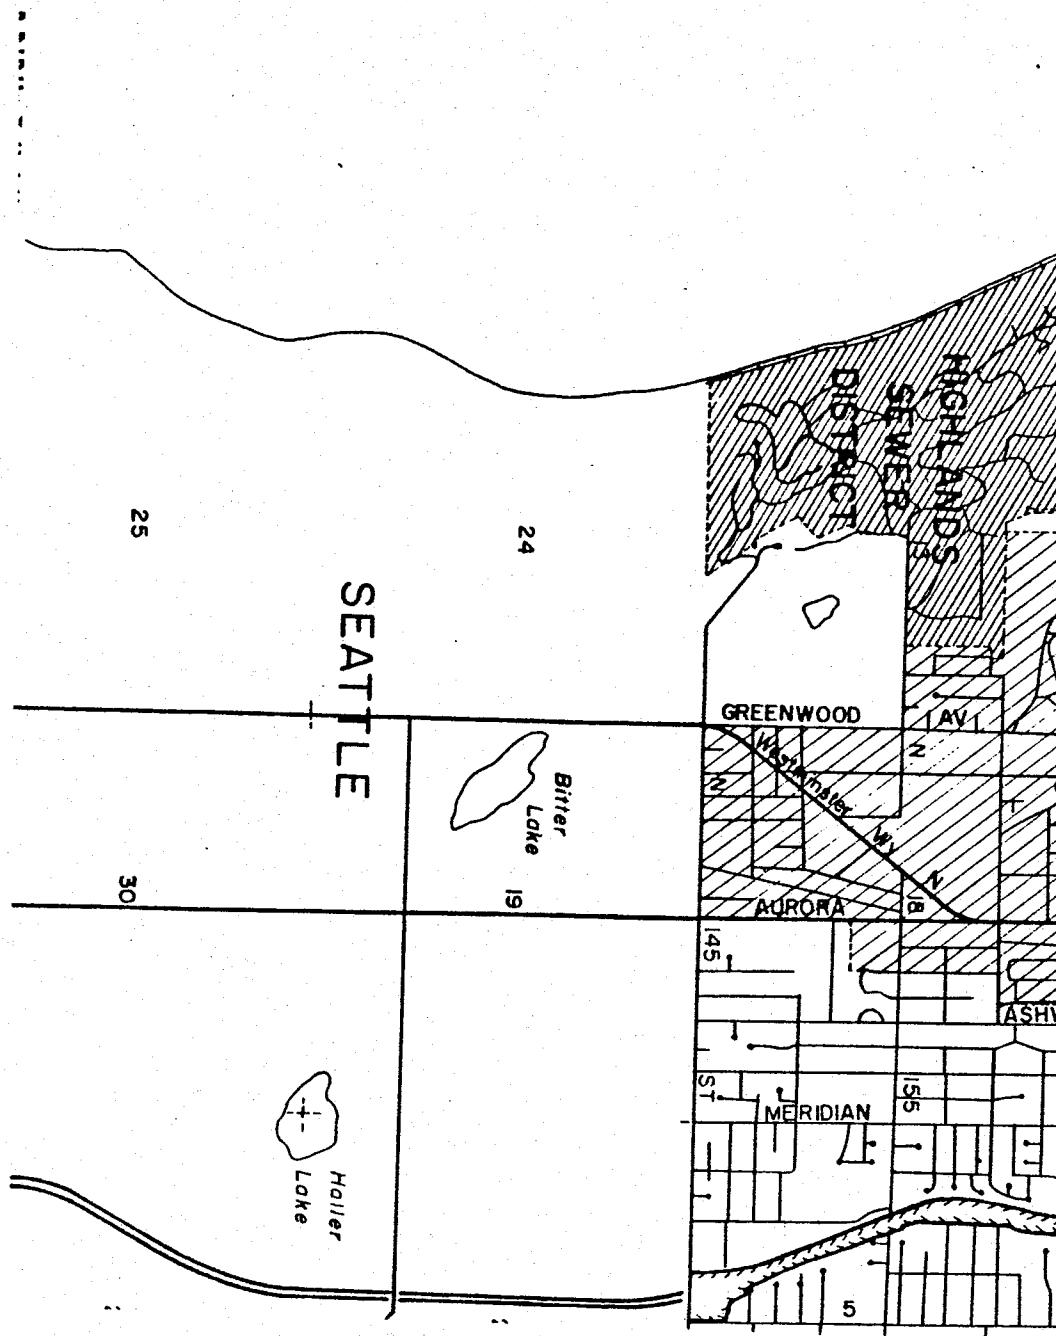 HIGHLANDS
SEWER
DISTRICT
13
25
24
SEATTLE
GREENWOOD
AV
N
Westminster
Wy
N
N
Bitter
Lake
30
19
AURORA
18
145
ST
155
MERIDIAN
Haller
Lake
5